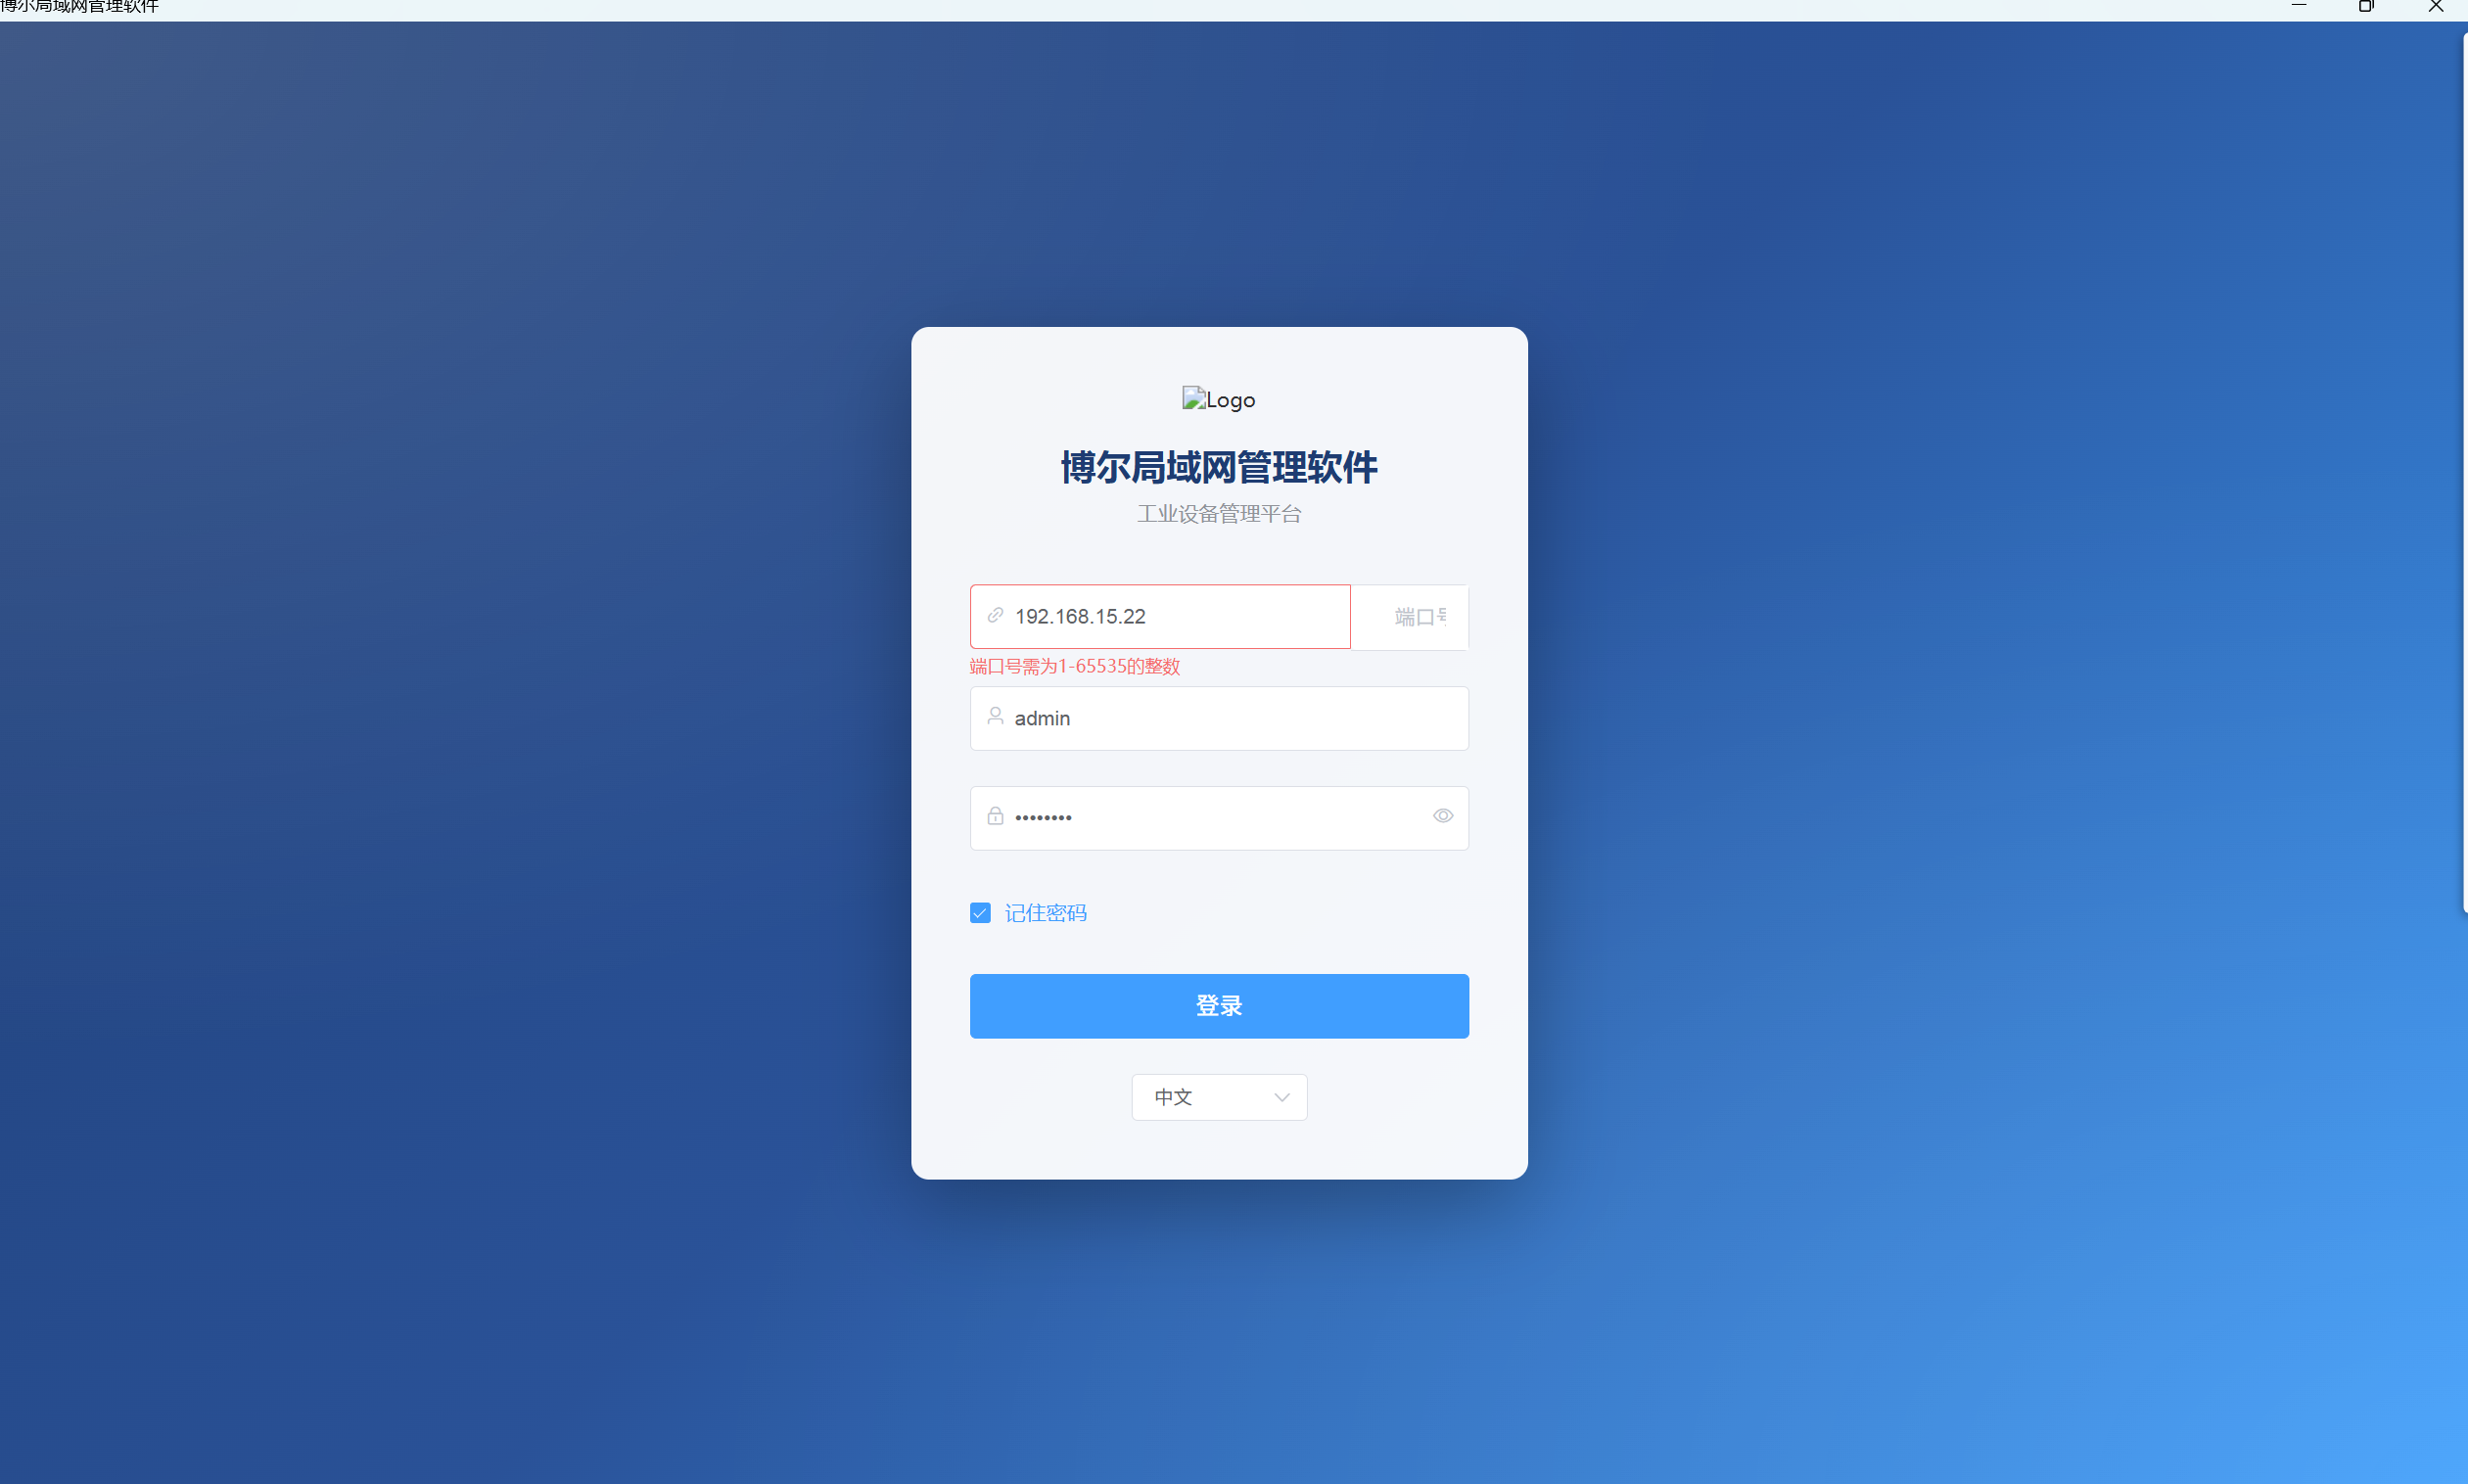 博尔局域网管理软件
Logo
博尔局域网管理软件
工业设备管理平台
192.168.15.22
端口号
端口号需为1-65535的整数
admin
••••••••
记住密码
登录
中文